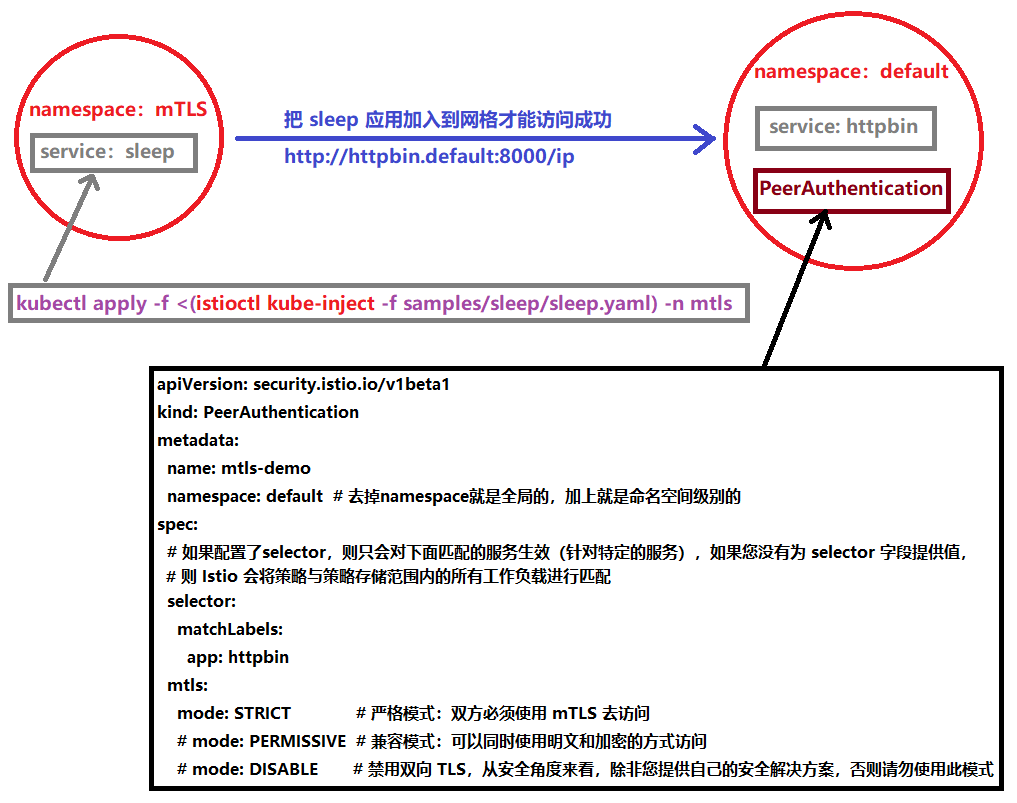 namespace：mTLS
service：sleep
把 sleep 应用加入到网格才能访问成功
http://httpbin.default:8000/ip
namespace：default
service: httpbin
PeerAuthentication
kubectl apply -f <(istioctl kube-inject -f samples/sleep/sleep.yaml) -n mtls
apiVersion: security.istio.io/v1beta1
kind: PeerAuthentication
metadata:
  name: mtls-demo
  namespace: default  # 去掉namespace就是全局的，加上就是命名空间级别的
spec:
  # 如果配置了selector，则只会对下面匹配的服务生效（针对特定的服务），如果您没有为 selector 字段提供值，
  # 则 Istio 会将策略与策略存储范围内的所有工作负载进行匹配
  selector:
    matchLabels:
      app: httpbin
  mtls:
    mode: STRICT  # 严格模式：双方必须使用 mTLS 去访问
    # mode: PERMISSIVE  # 兼容模式：可以同时使用明文和加密的方式访问
    # mode: DISABLE  # 禁用双向 TLS，从安全角度来看，除非您提供自己的安全解决方案，否则请勿使用此模式